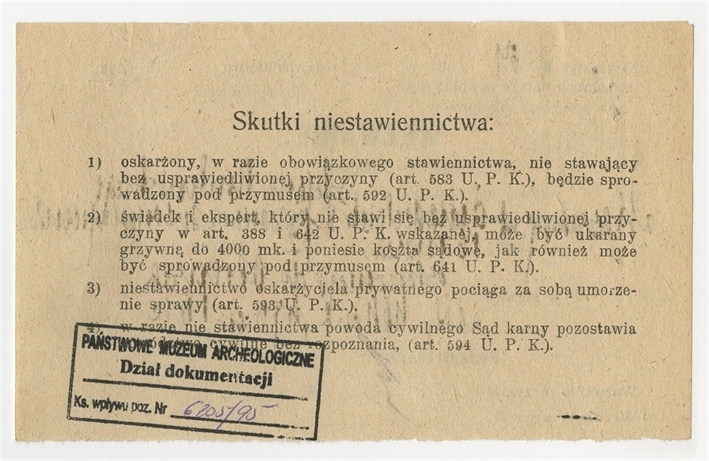 Skutki niestawiennictwa:
1) oskarżony, w razie obowiązkowego stawiennictwa, nie stawający
bez usprawiedliwionej przyczyny (art. 583 U. P. K.), będzie spro-
wadzony pod przymusem (art. 592 U. P. K.).
2) świadek i ekspert, który nie stawi się bez usprawiedliwionej przy-
czyny w art. 388 i 642 U. P. K. wskazanej, może być ukarany
grzywną do 4000 mk. i poniesie koszta sądowe, jak również może
być sprowadzony pod przymusem (art. 641 U. P. K.).
3) niestawiennictwo oskarżyciela prywatnego pociąga za sobą umorze-
nie sprawy (art. 593 U. P. K.).
4) w razie nie stawiennictwa powoda cywilnego Sąd karny pozostawia
cywilne bez rozpoznania, (art. 594 U. P. K.).
PAŃSTWOWE MUZEUM ARCHEOLOGICZNE
Dział dokumentacji
Ks. wpływu poz. Nr 6205/95